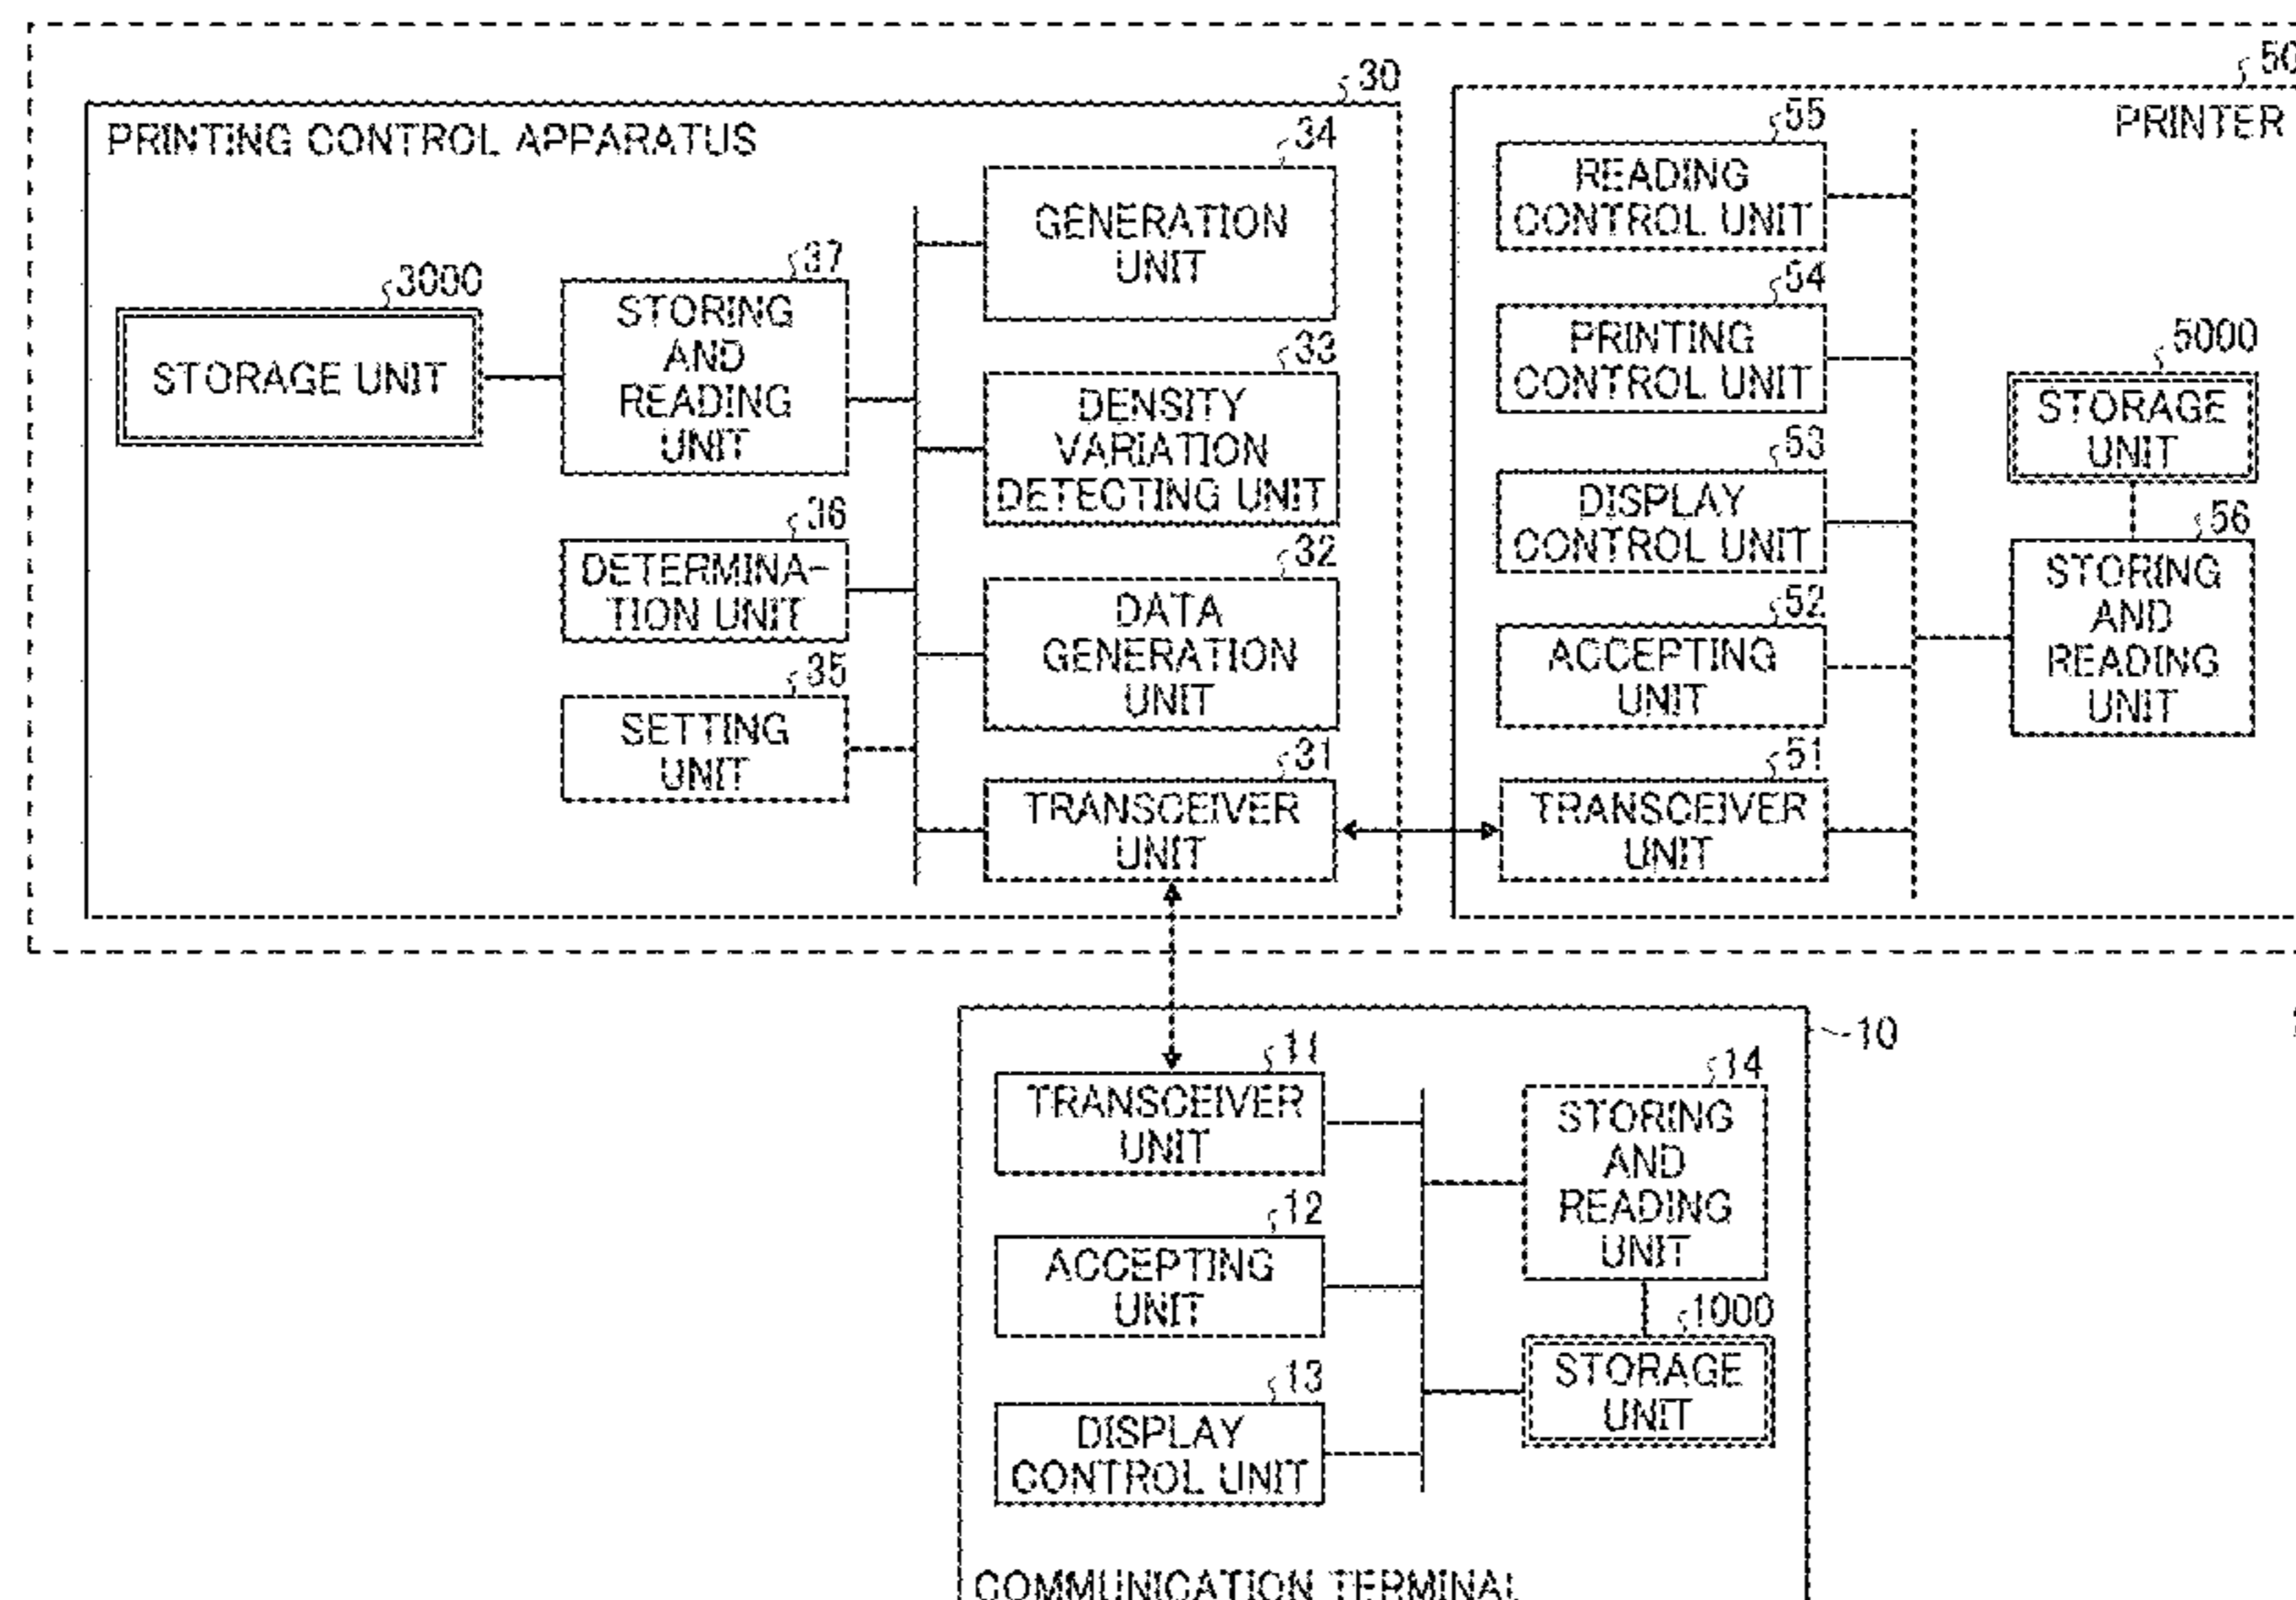 30
PRINTING CONTROL APPARATUS
34
GENERATION
UNIT
37
STORING
AND
READING
UNIT
3000
STORAGE UNIT
33
DENSITY
VARIATION
DETECTING UNIT
36
DETERMINA-
TION UNIT
32
DATA
GENERATION
UNIT
35
SETTING
UNIT
31
TRANSCEIVER
UNIT
50
PRINTER
55
READING
CONTROL UNIT
54
PRINTING
CONTROL UNIT
5000
STORAGE
UNIT
53
DISPLAY
CONTROL UNIT
56
STORING
AND
READING
UNIT
52
ACCEPTING
UNIT
51
TRANSCEIVER
UNIT
10
11
TRANSCEIVER
UNIT
14
STORING
AND
READING
UNIT
12
ACCEPTING
UNIT
1000
STORAGE
UNIT
13
DISPLAY
CONTROL UNIT
COMMUNICATION TERMINAL